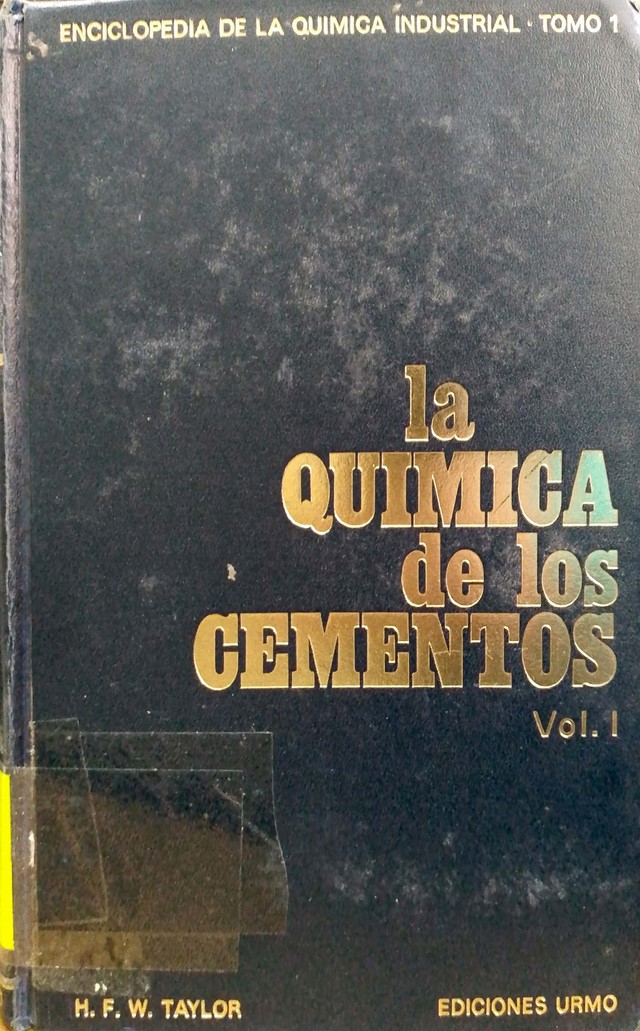 ENCICLOPEDIA DE LA QUIMICA INDUSTRIAL · TOMO 1
la
QUIMICA
de los
CEMENTOS
Vol. I
H. F. W. TAYLOR EDICIONES URMO